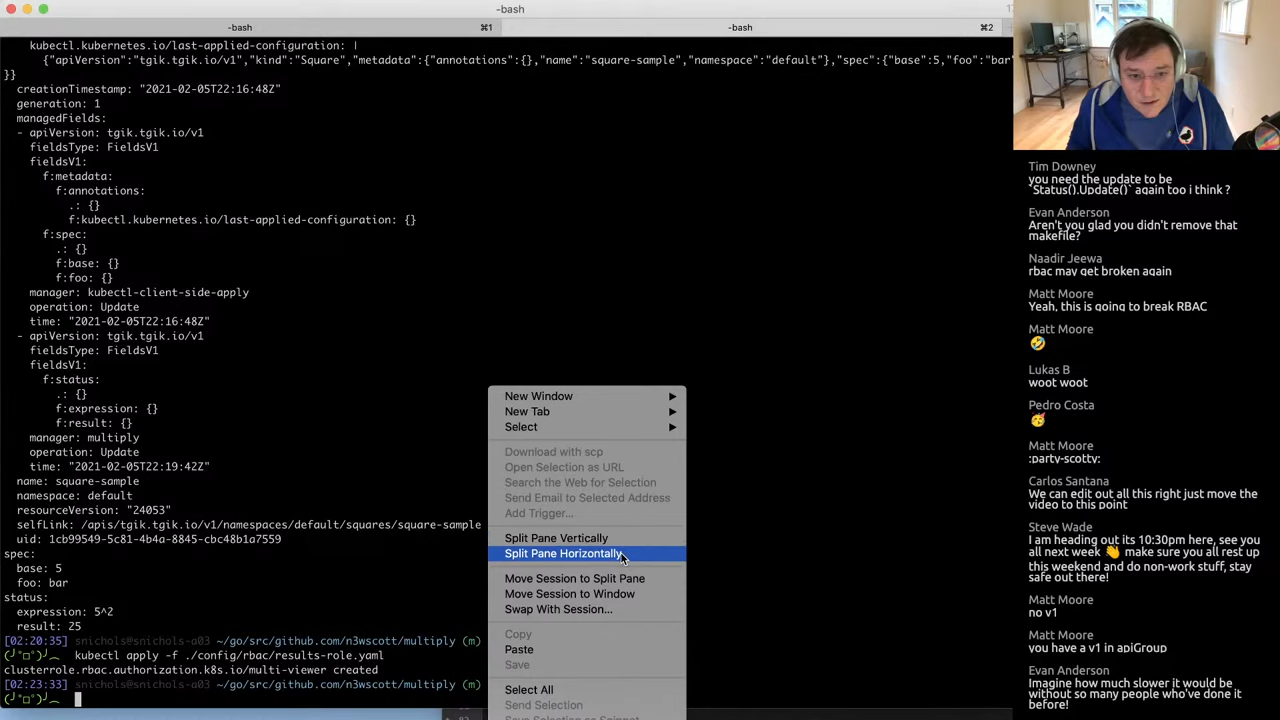 -bash
-bash
⌘1
-bash
⌘2
kubectl.kubernetes.io/last-applied-configuration: |
{"apiVersion":"tgik.tgik.io/v1","kind":"Square","metadata":{"annotations":{},"name":"square-sample","namespace":"default"},"spec":{"base":5,"foo":"bar"
}}
creationTimestamp: "2021-02-05T22:16:48Z"
generation: 1
managedFields:
- apiVersion: tgik.tgik.io/v1
fieldsType: FieldsV1
fieldsV1:
f:metadata:
f:annotations:
.: {}
f:kubectl.kubernetes.io/last-applied-configuration: {}
f:spec:
.: {}
f:base: {}
f:foo: {}
manager: kubectl-client-side-apply
operation: Update
time: "2021-02-05T22:16:48Z"
- apiVersion: tgik.tgik.io/v1
fieldsType: FieldsV1
fieldsV1:
f:status:
.: {}
f:expression: {}
f:result: {}
manager: multiply
operation: Update
time: "2021-02-05T22:19:42Z"
name: square-sample
namespace: default
resourceVersion: "24053"
selfLink: /apis/tgik.tgik.io/v1/namespaces/default/squares/square-sample
uid: 1cb99549-5c81-4b4a-8845-cbc48b1a7559
spec:
base: 5
foo: bar
status:
expression: 5^2
result: 25
[02:20:35] snichols@snichols-a03 ~/go/src/github.com/n3wscott/multiply (m)
(╯°□°)╯︵ kubectl apply -f ./config/rbac/results-role.yaml
clusterrole.rbac.authorization.k8s.io/multi-viewer created
[02:23:33] snichols@snichols-a03 ~/go/src/github.com/n3wscott/multiply (m)
(╯°□°)╯︵
New Window
New Tab
Select
Download with scp
Open Selection as URL
Search the Web for Selection
Send Email to Selected Address
Add Trigger...
Split Pane Vertically
Split Pane Horizontally
Move Session to Split Pane
Move Session to Window
Swap With Session...
Copy
Paste
Save
Select All
Send Selection
Save Selection as Snippet
Tim Downey
you need the update to be
`Status().Update()` again too i think ?
Evan Anderson
Aren't you glad you didn't remove that
makefile?
Naadir Jeewa
rbac may get broken again
Matt Moore
Yeah, this is going to break RBAC
Matt Moore
🤣
Lukas B
woot woot
Pedro Costa
🥳
Matt Moore
:party-scotty:
Carlos Santana
We can edit out all this right just move the
video to this point
Steve Wade
I am heading out its 10:30pm here, see you
all next week 👋 make sure you all rest up
this weekend and do non-work stuff, stay
safe out there!
Matt Moore
no v1
Matt Moore
you have a v1 in apiGroup
Evan Anderson
Imagine how much slower it would be
without so many people who've done it
before!